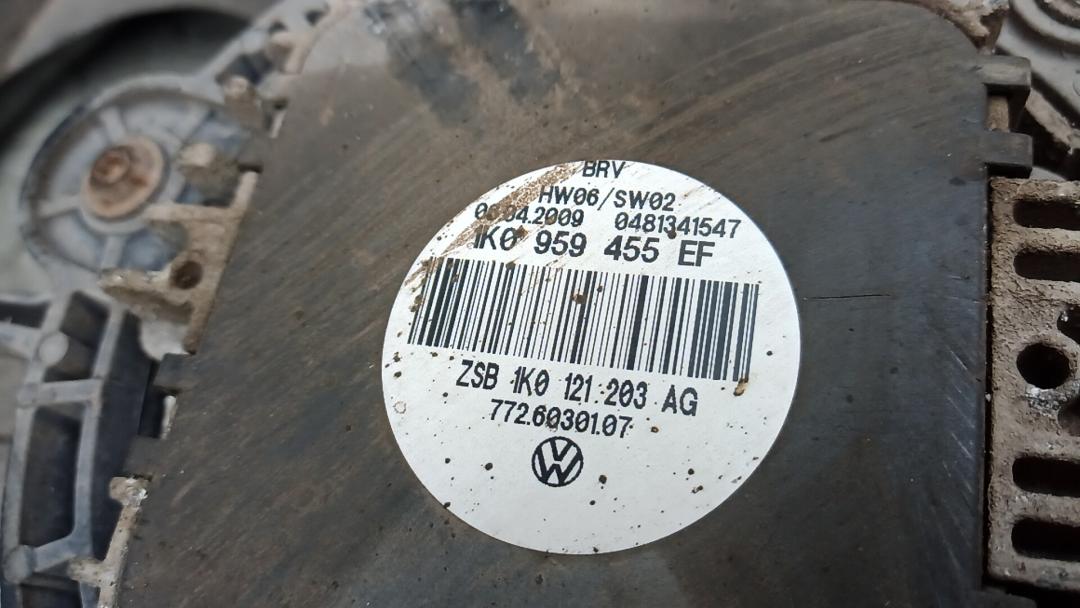 BRV
HW06/SW02
06.04.2009 0481341547
1K0 959 455 EF
ZSB 1K0 121 203 AG
772.60301.07
VW